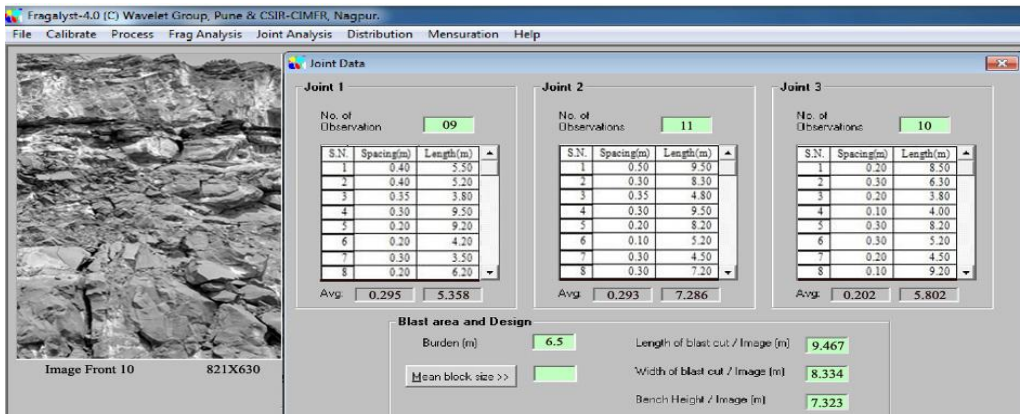 Fragalyst-4.0 (C) Wavelet Group, Pune & CSIR-CIMFR, Nagpur.
File Calibrate Process Frag Analysis Joint Analysis Distribution Mensuration Help
Joint Data
Joint 1
No. of
Observation 09
S.N. Spacing(m) Length(m)
1 0.40 5.50
2 0.40 5.20
3 0.35 3.80
4 0.30 9.50
5 0.20 9.20
6 0.20 4.20
7 0.30 3.50
8 0.20 6.20
Avg: 0.295 5.358
Joint 2
No. of
Observations 11
S.N. Spacing(m) Length(m)
1 0.50 9.50
2 0.30 8.30
3 0.35 4.80
4 0.30 9.50
5 0.20 8.20
6 0.10 5.20
7 0.30 4.50
8 0.30 7.20
Avg: 0.293 7.286
Joint 3
No. of
Observations 10
S.N. Spacing(m) Length(m)
1 0.20 8.50
2 0.30 6.30
3 0.20 3.80
4 0.10 4.00
5 0.30 8.20
6 0.30 5.20
7 0.20 4.50
8 0.10 9.20
Avg: 0.202 5.802
Blast area and Design
Burden (m) 6.5
Mean block size >>
Length of blast cut / Image (m) 9.467
Width of blast cut / Image (m) 8.334
Bench Height / Image (m) 7.323
Image Front 10 821X630